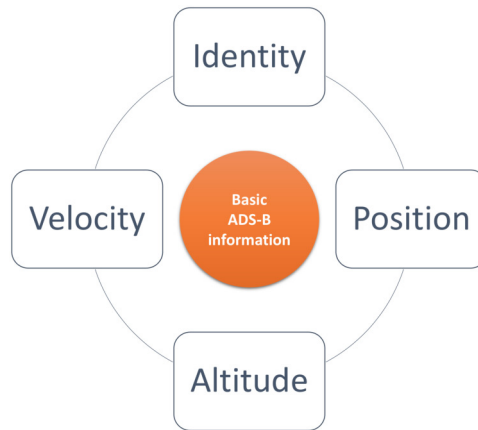 Identity
Velocity
Basic
ADS-B
information
Position
Altitude